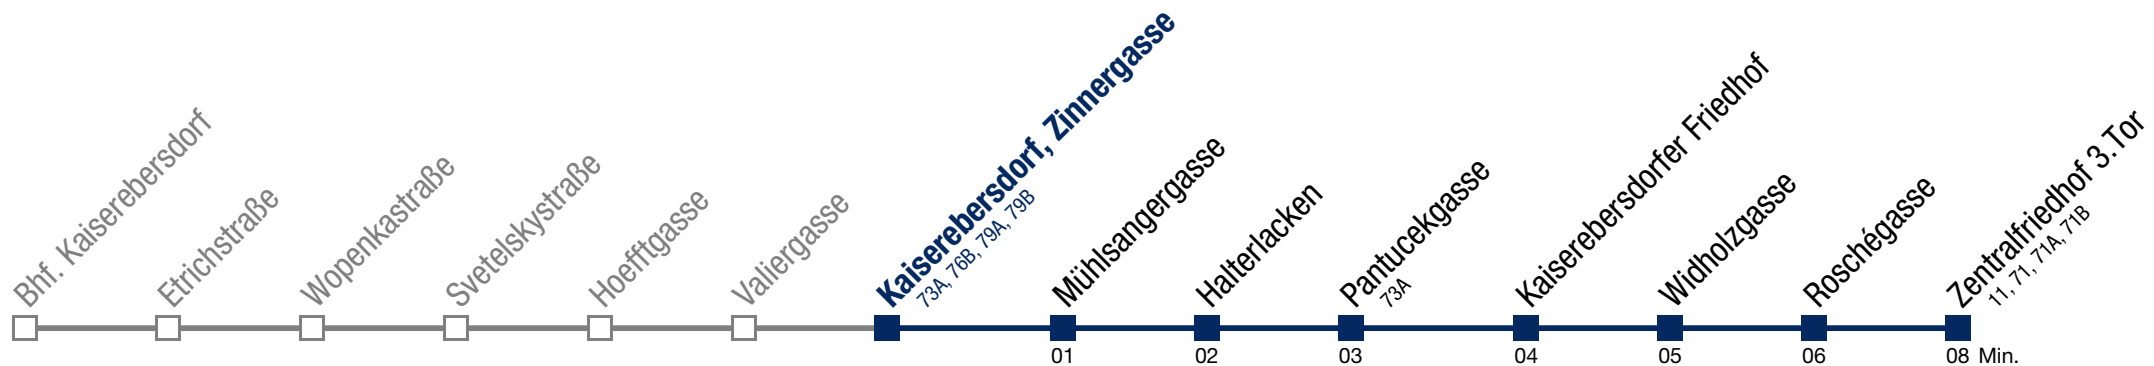 Bhf. Kaiserebersdorf
Etrichstraße
Wopenkastraße
Svetelskystraße
Hoefftgasse
Valiergasse
Kaiserebersdorf, Zinnergasse
73A, 76B, 79A, 79B
Mühlsangergasse
Halterlacken
Pantucekgasse
73A
Kaiserebersdorfer Friedhof
Widholzgasse
Roschégasse
Zentralfriedhof 3.Tor
11, 71, 71A, 71B
01 02 03 04 05 06 08 Min.